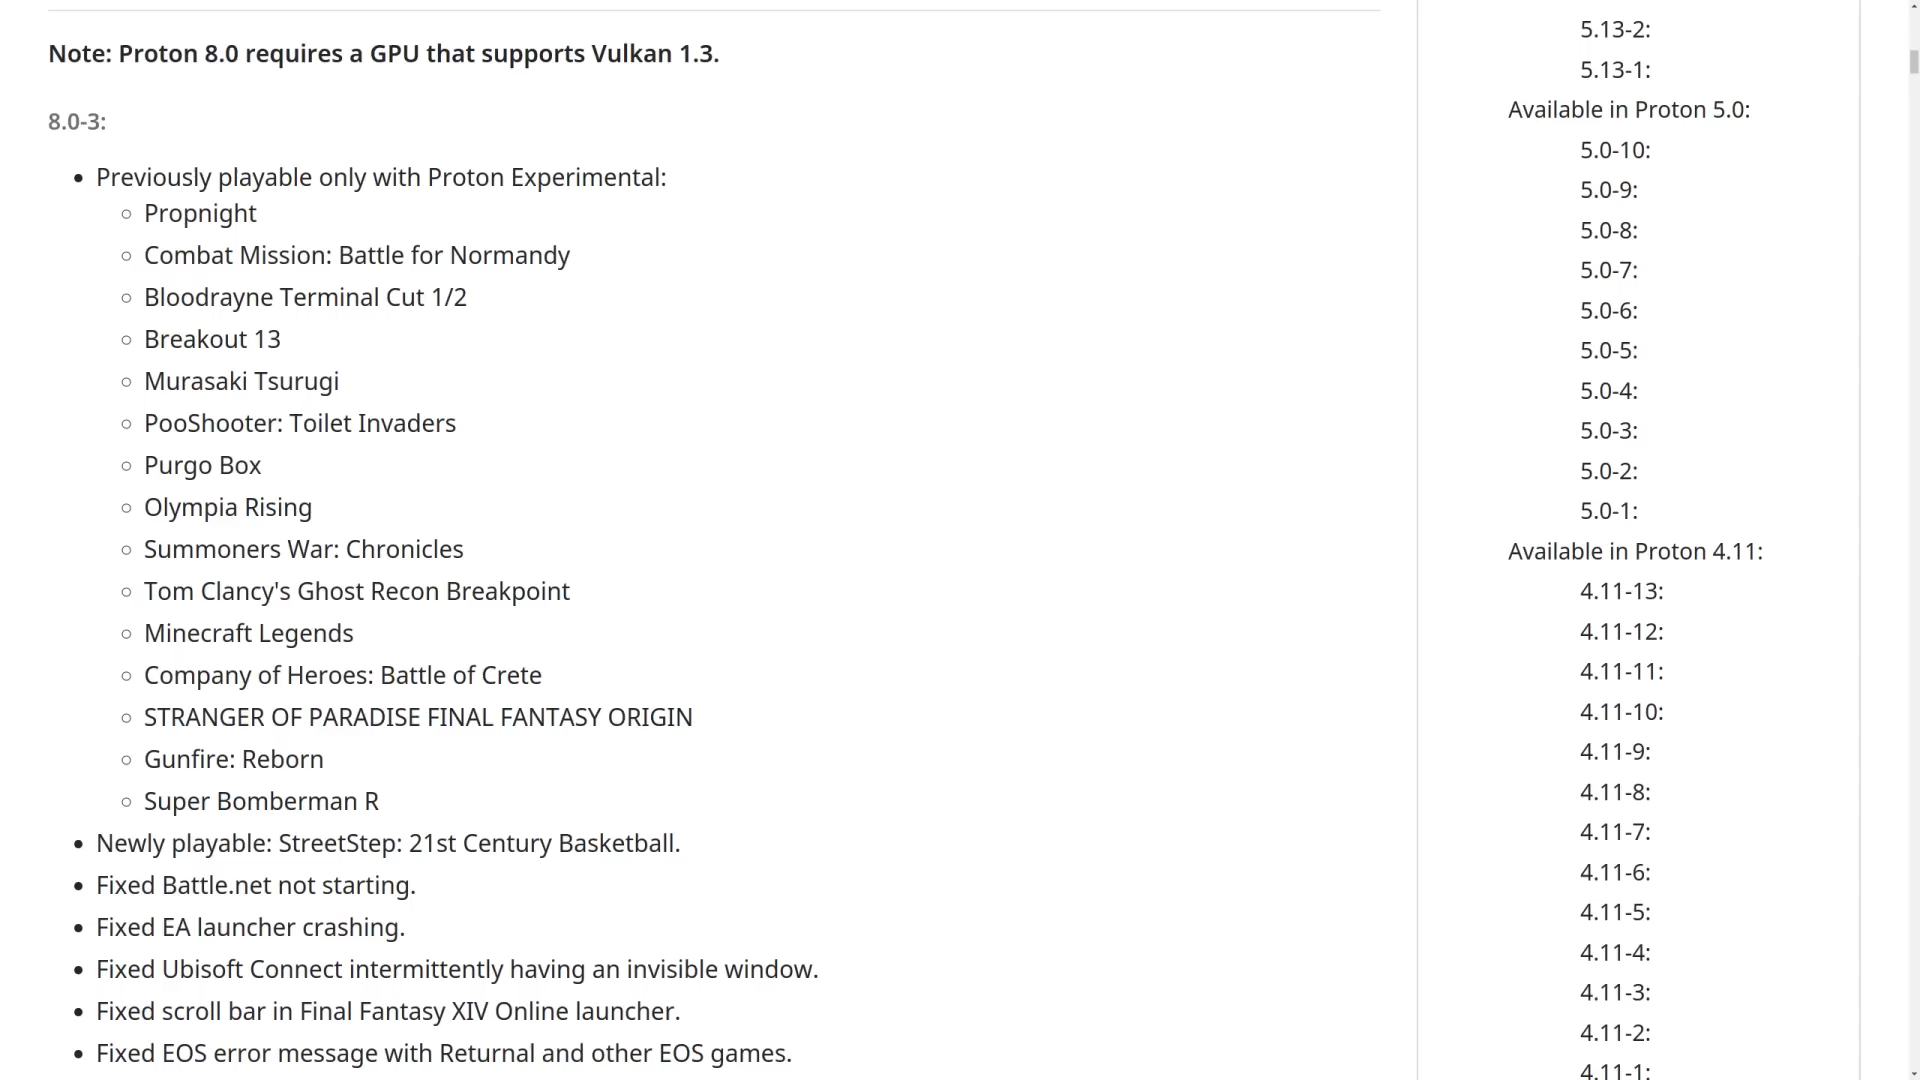 Note: Proton 8.0 requires a GPU that supports Vulkan 1.3.
8.0-3:
Previously playable only with Proton Experimental:
Propnight
Combat Mission: Battle for Normandy
Bloodrayne Terminal Cut 1/2
Breakout 13
Murasaki Tsurugi
PooShooter: Toilet Invaders
Purgo Box
Olympia Rising
Summoners War: Chronicles
Tom Clancy's Ghost Recon Breakpoint
Minecraft Legends
Company of Heroes: Battle of Crete
STRANGER OF PARADISE FINAL FANTASY ORIGIN
Gunfire: Reborn
Super Bomberman R
Newly playable: StreetStep: 21st Century Basketball.
Fixed Battle.net not starting.
Fixed EA launcher crashing.
Fixed Ubisoft Connect intermittently having an invisible window.
Fixed scroll bar in Final Fantasy XIV Online launcher.
Fixed EOS error message with Returnal and other EOS games.
5.13-2:
5.13-1:
Available in Proton 5.0:
5.0-10:
5.0-9:
5.0-8:
5.0-7:
5.0-6:
5.0-5:
5.0-4:
5.0-3:
5.0-2:
5.0-1:
Available in Proton 4.11:
4.11-13:
4.11-12:
4.11-11:
4.11-10:
4.11-9:
4.11-8:
4.11-7:
4.11-6:
4.11-5:
4.11-4:
4.11-3:
4.11-2:
4.11-1: